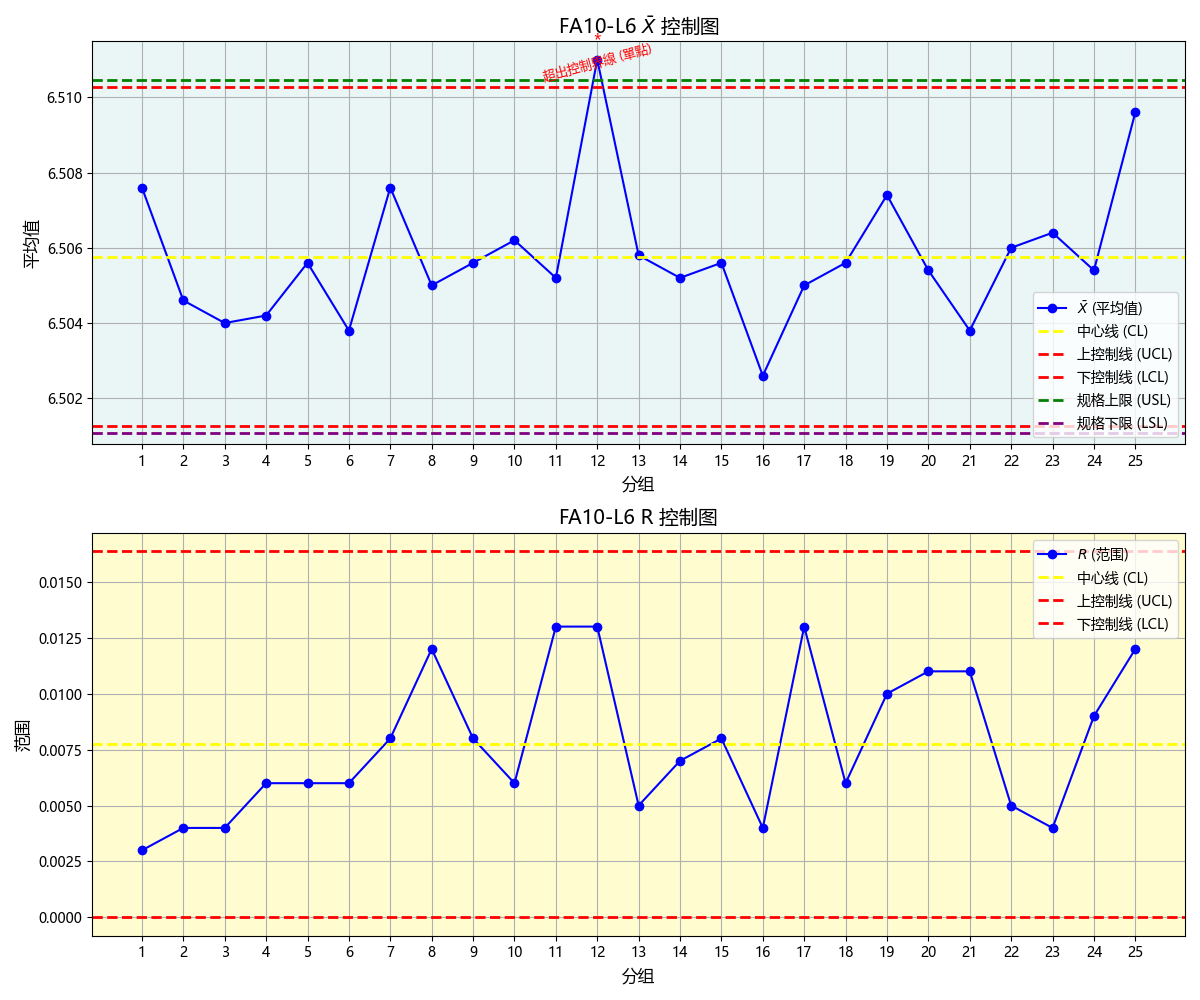 FA10-L6 X̄ 控制图
*
超出控制界線 (單點)
平均值
6.510
6.508
6.506
6.504
6.502
X̄ (平均值)
中心线 (CL)
上控制线 (UCL)
下控制线 (LCL)
规格上限 (USL)
规格下限 (LSL)
1 2 3 4 5 6 7 8 9 10 11 12 13 14 15 16 17 18 19 20 21 22 23 24 25
分组
FA10-L6 R 控制图
范围
0.0150
0.0125
0.0100
0.0075
0.0050
0.0025
0.0000
R (范围)
中心线 (CL)
上控制线 (UCL)
下控制线 (LCL)
1 2 3 4 5 6 7 8 9 10 11 12 13 14 15 16 17 18 19 20 21 22 23 24 25
分组